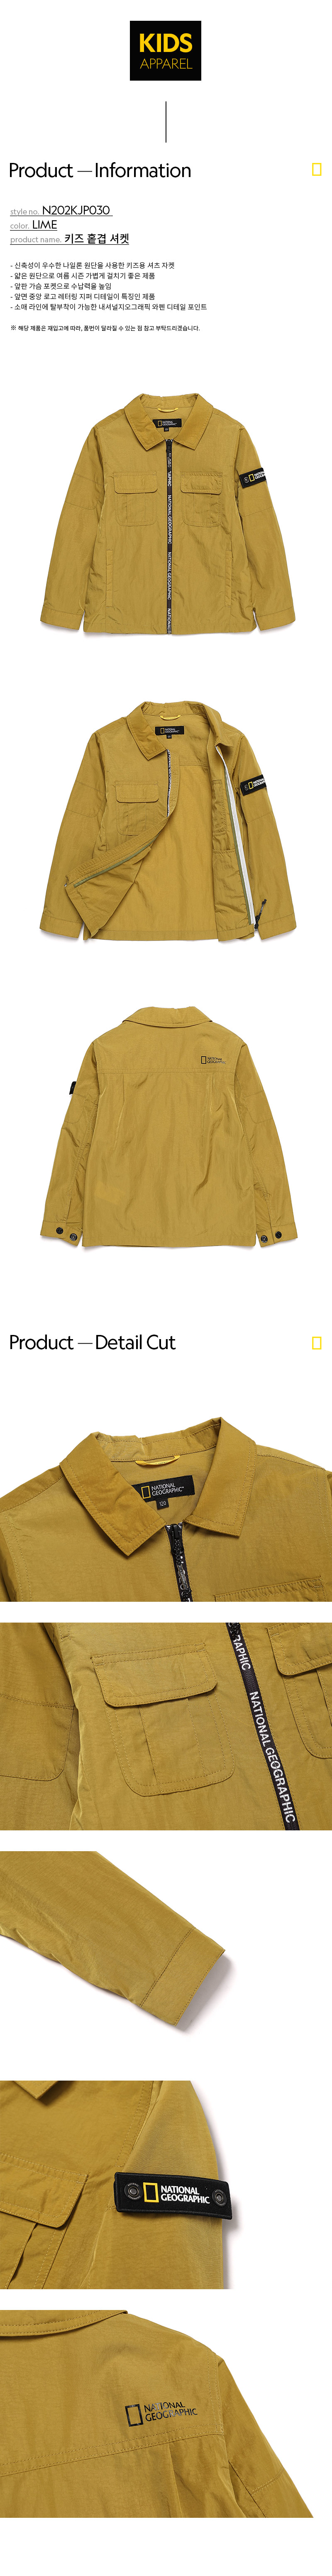 KIDS
APPAREL
Product — Information
style no. N202KJP030
color. LIME
product name. 키즈 홑겹 셔켓
- 신축성이 우수한 나일론 원단을 사용한 키즈용 셔츠 자켓
- 얇은 원단으로 여름 시즌 가볍게 걸치기 좋은 제품
- 앞판 가슴 포켓으로 수납력을 높임
- 앞면 중앙 로고 레터링 지퍼 디테일이 특징인 제품
- 소매 라인에 탈부착이 가능한 내셔널지오그래픽 와펜 디테일 포인트
※ 해당 제품은 재입고에 따라, 품번이 달라질 수 있는 점 참고 부탁드리겠습니다.
NATIONAL GEOGRAPHIC
NATIONAL GEOGRAPHIC
Product — Detail Cut
NATIONAL
GEOGRAPHIC
120
RAPHIC
NATIONAL GEOGRAPHIC
NATIONAL
GEOGRAPHIC
NATIONAL
GEOGRAPHIC